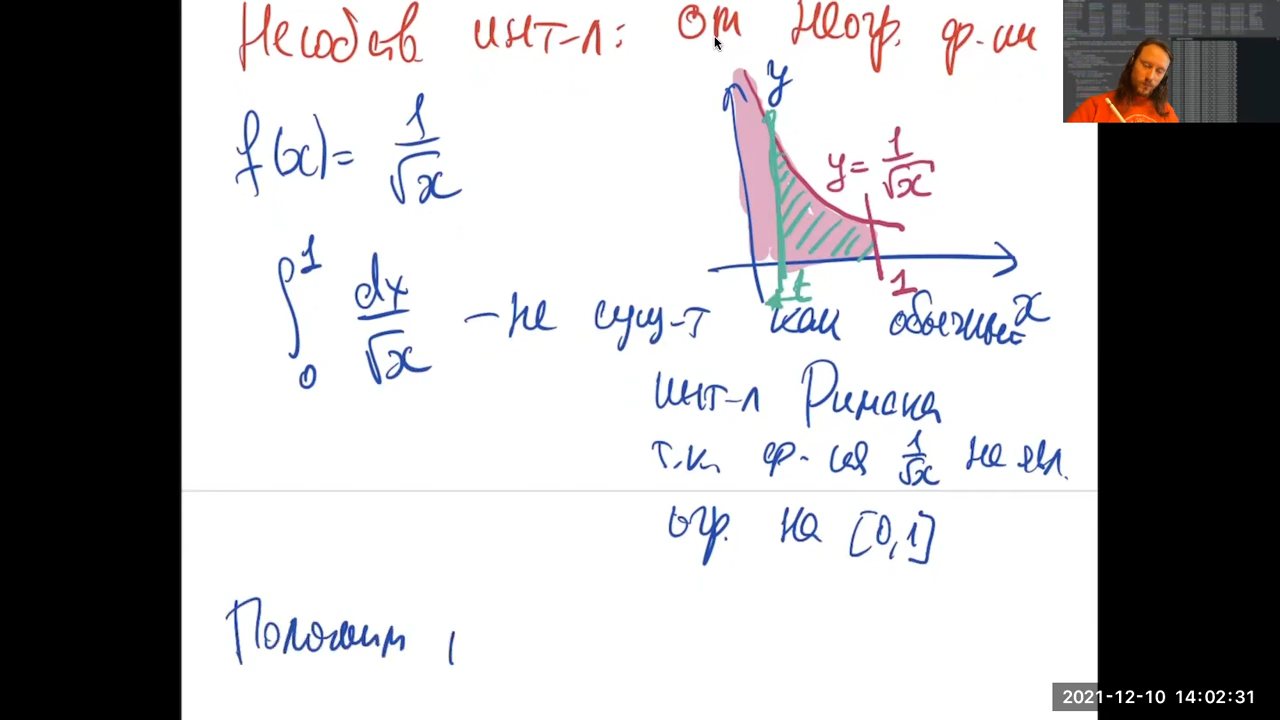 Несобств инт-л: От неогр. ф-ии
y
f(x)= 1/√x
y = 1/√x
t
1
x
∫₀¹ dx/√x – не сущ-т как обычный
инт-л Римана
т.к. ф-ия 1/√x не явл.
огр. на [0,1]
Положим
2021-12-10 14:02:31